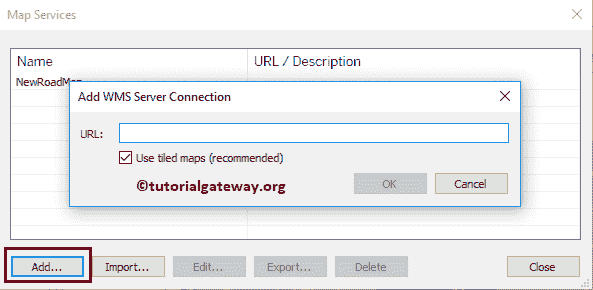 Map Services
Name URL / Description
NewRoadMap
Add WMS Server Connection
URL:
Use tiled maps (recommended)
©tutorialgateway.org
OK Cancel
Add... Import... Edit... Export... Delete Close